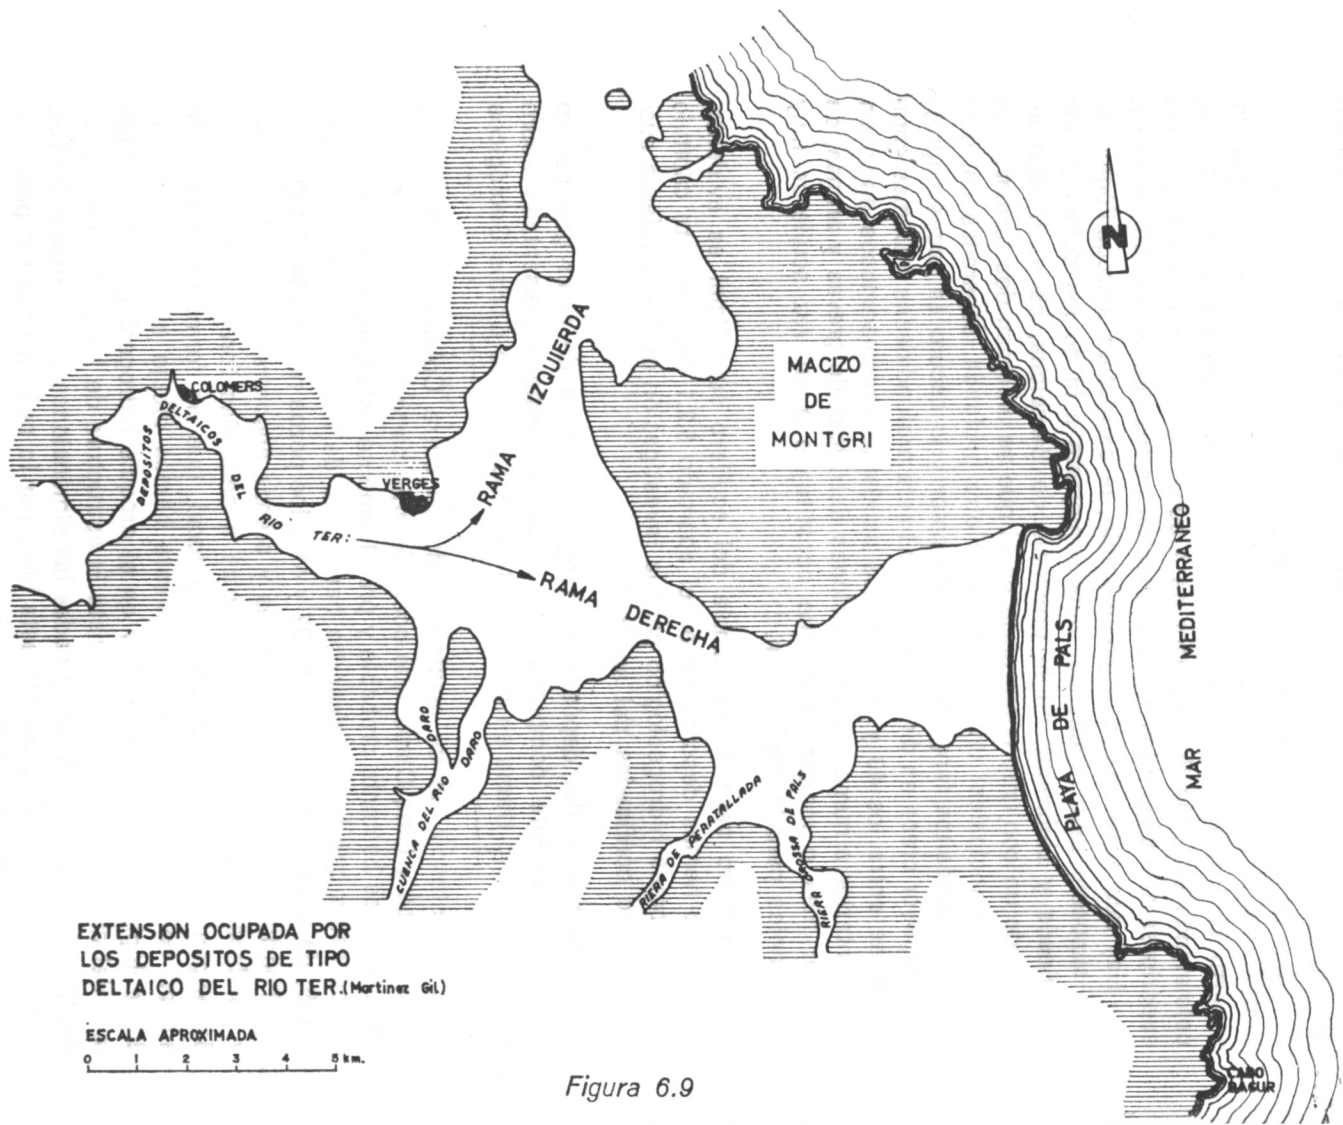 N
MACIZO
DE
MONTGRI
COLOMERS
DEPOSITOS DELTAICOS DEL RIO TER:
VERGES
RAMA IZQUIERDA
RAMA DERECHA
MAR MEDITERRANEO
PLAYA DE PALS
DARO
CUENCA DEL RIO DARO
RIERA DE PERATALLADA
RIERA GROSSA DE PALS
CABO
BAGUR
EXTENSION OCUPADA POR
LOS DEPOSITOS DE TIPO
DELTAICO DEL RIO TER.(Martinez Gil)
ESCALA APROXIMADA
0 1 2 3 4 5 km.
Figura 6.9